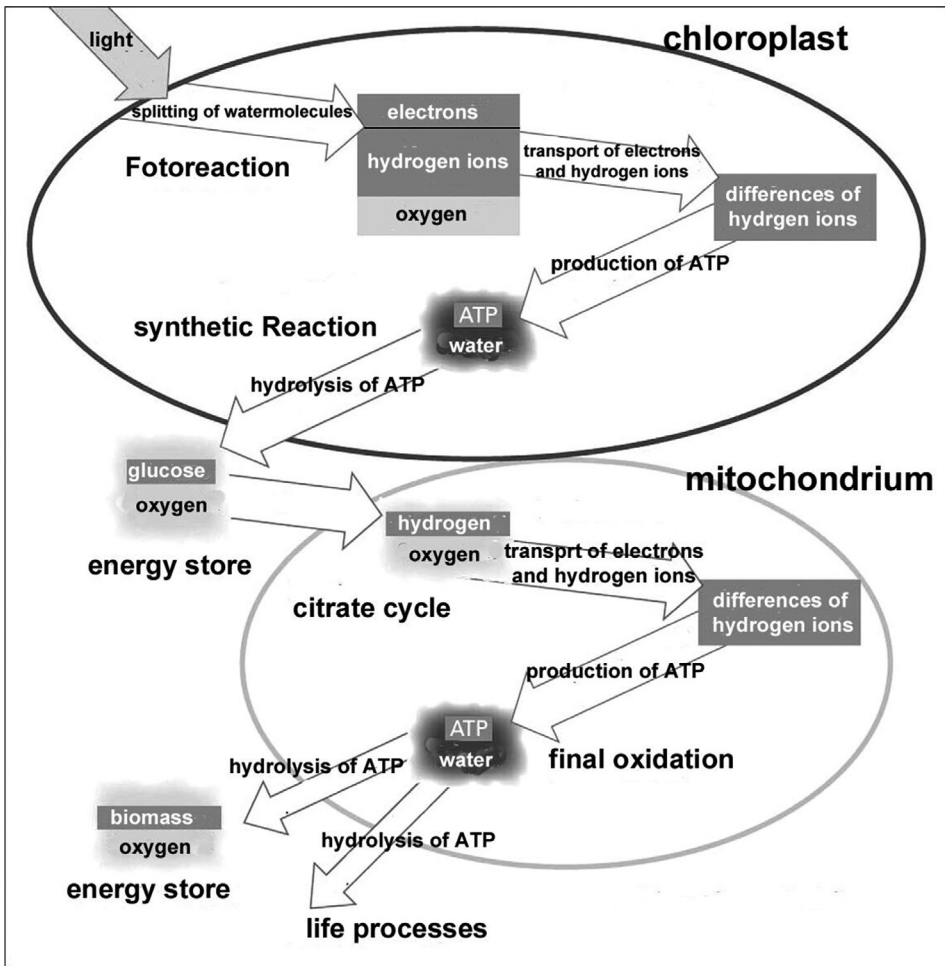 light
chloroplast
splitting of watermolecules
electrons
Fotoreaction
hydrogen ions
transport of electrons
and hydrogen ions
oxygen
differences of
hydrgen ions
production of ATP
synthetic Reaction
ATP
water
hydrolysis of ATP
glucose
oxygen
energy store
mitochondrium
hydrogen
oxygen
transprt of electrons
and hydrogen ions
citrate cycle
differences of
hydrogen ions
production of ATP
ATP
water
final oxidation
hydrolysis of ATP
biomass
oxygen
energy store
hydrolysis of ATP
life processes